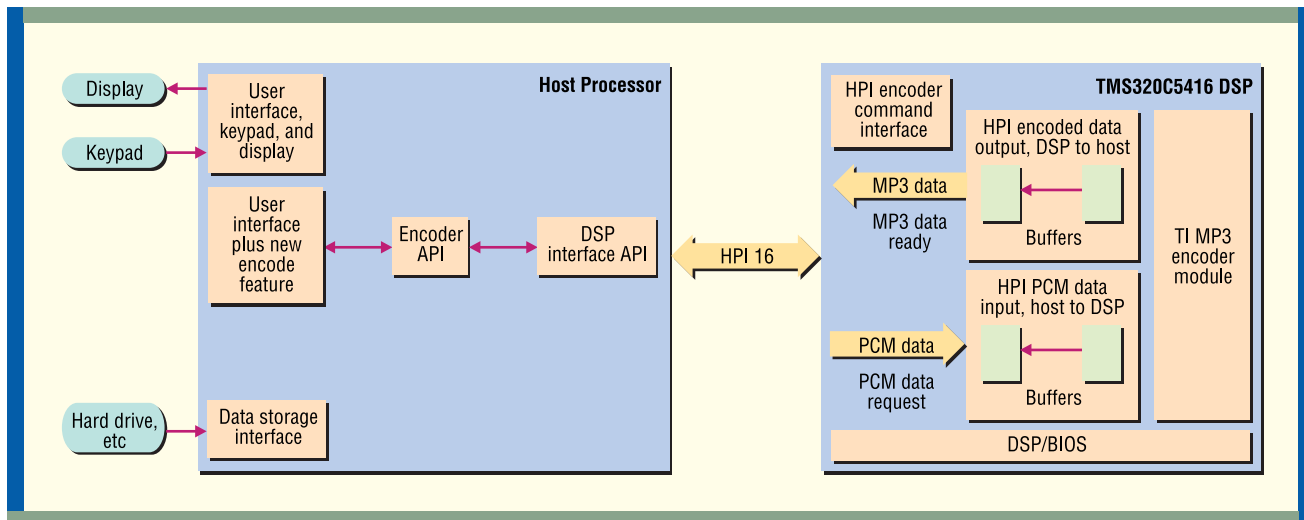 Display
Keypad
Hard drive,
etc
Host Processor
User
interface,
keypad, and
display
User
interface
plus new
encode
feature
Encoder
API
DSP
interface API
Data storage
interface
HPI 16
TMS320C5416 DSP
HPI encoder
command
interface
HPI encoded data
output, DSP to host
Buffers
MP3 data
MP3 data
ready
HPI PCM data
input, host to DSP
Buffers
PCM data
PCM data
request
TI MP3
encoder
module
DSP/BIOS